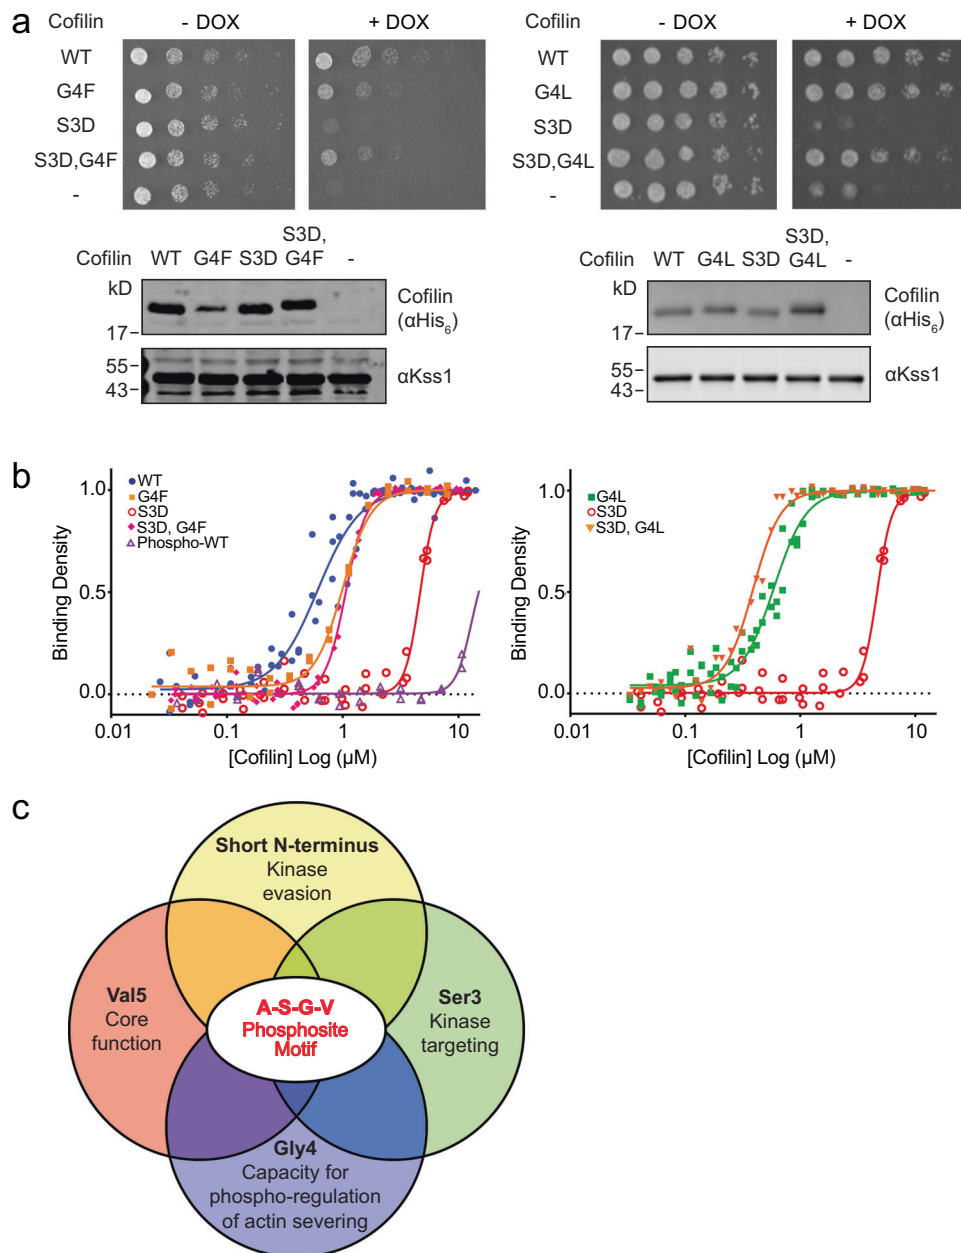 a
Cofilin - DOX + DOX
WT
G4F
S3D
S3D,G4F
-
Cofilin WT G4F S3D S3D, G4F -
kD
17
Cofilin
(αHis6)
55
43
αKss1
Cofilin - DOX + DOX
WT
G4L
S3D
S3D,G4L
-
Cofilin WT G4L S3D S3D, G4L -
kD
17
Cofilin
(αHis6)
55
43
αKss1
b
Binding Density
1.0
0.5
0.0
WT
G4F
S3D
S3D, G4F
Phospho-WT
0.01 0.1 1 10
[Cofilin] Log (µM)
Binding Density
1.0
0.5
0.0
G4L
S3D
S3D, G4L
0.01 0.1 1 10
[Cofilin] Log (µM)
c
Short N-terminus
Kinase
evasion
Val5
Core
function
A-S-G-V
Phosphosite
Motif
Ser3
Kinase
targeting
Gly4
Capacity for
phospho-regulation
of actin severing